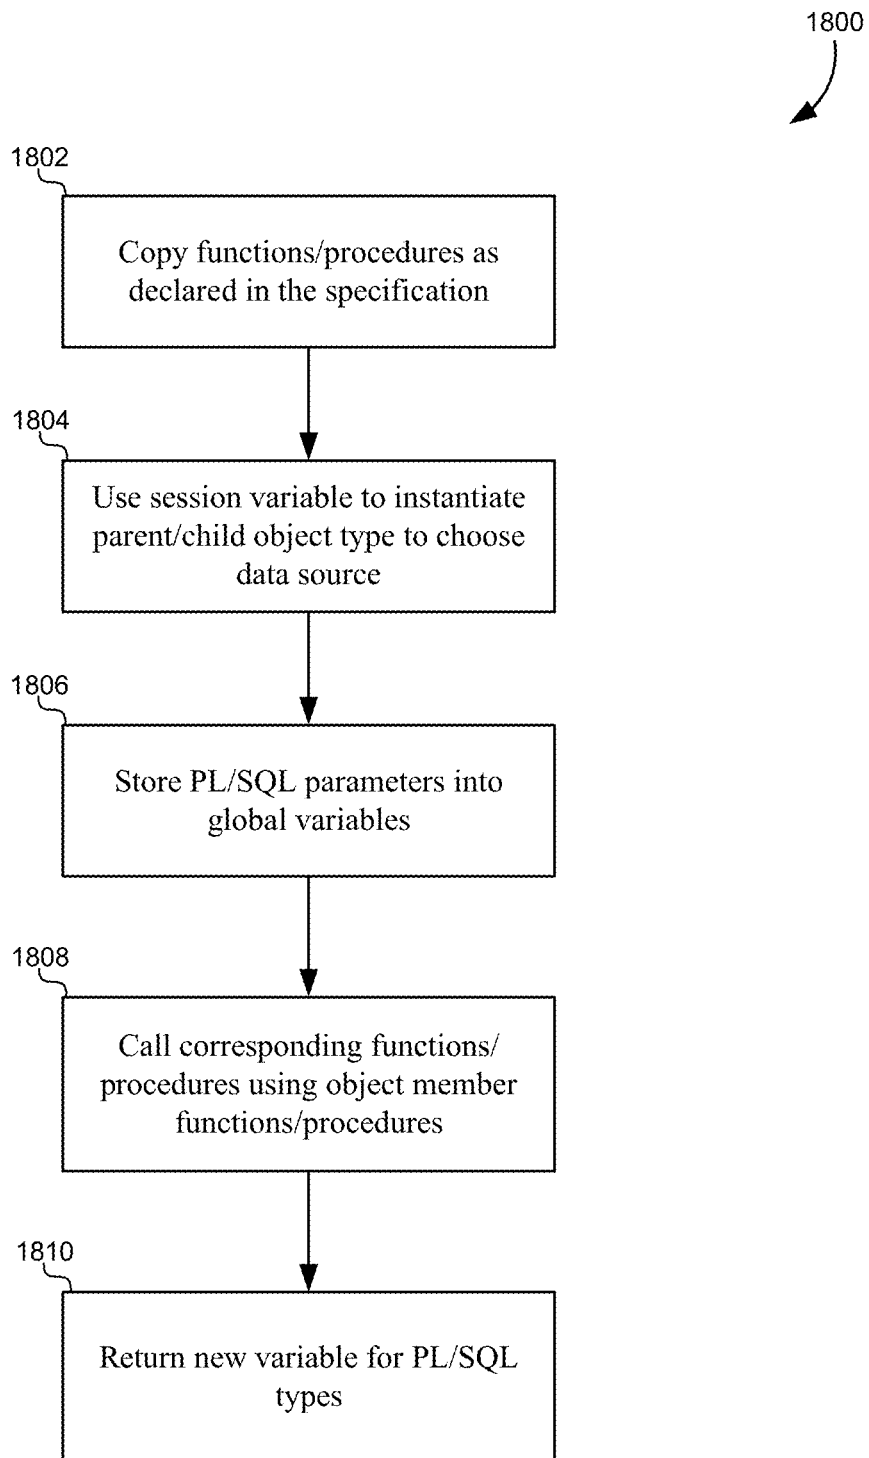 1800
1802
Copy functions/procedures as
declared in the specification
1804
Use session variable to instantiate
parent/child object type to choose
data source
1806
Store PL/SQL parameters into
global variables
1808
Call corresponding functions/
procedures using object member
functions/procedures
1810
Return new variable for PL/SQL
types